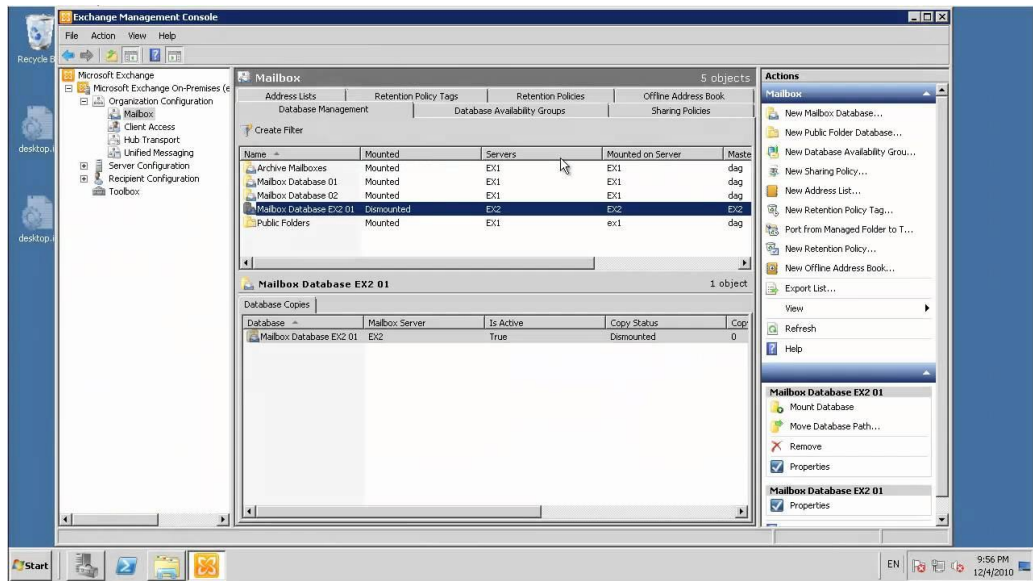 Exchange Management Console
File Action View Help
Recycle B
desktop.i
desktop.i
Microsoft Exchange
Microsoft Exchange On-Premises (e
Organization Configuration
Mailbox
Client Access
Hub Transport
Unified Messaging
Server Configuration
Recipient Configuration
Toolbox
Mailbox 5 objects
Address Lists Retention Policy Tags Retention Policies Offline Address Book
Database Management Database Availability Groups Sharing Policies
Create Filter
Name Mounted Servers Mounted on Server Maste
Archive Mailboxes Mounted EX1 EX1 dag
Mailbox Database 01 Mounted EX1 EX1 dag
Mailbox Database 02 Mounted EX1 EX1 dag
Mailbox Database EX2 01 Dismounted EX2 EX2 EX2
Public Folders Mounted EX1 ex1 dag
Mailbox Database EX2 01 1 object
Database Copies
Database Mailbox Server Is Active Copy Status Cop
Mailbox Database EX2 01 EX2 True Dismounted 0
Actions
Mailbox
New Mailbox Database...
New Public Folder Database...
New Database Availability Grou...
New Sharing Policy...
New Address List...
New Retention Policy Tag...
Port from Managed Folder to T...
New Retention Policy...
New Offline Address Book...
Export List...
View
Refresh
Help
Mailbox Database EX2 01
Mount Database
Move Database Path...
Remove
Properties
Mailbox Database EX2 01
Properties
Start
EN
9:56 PM
12/4/2010